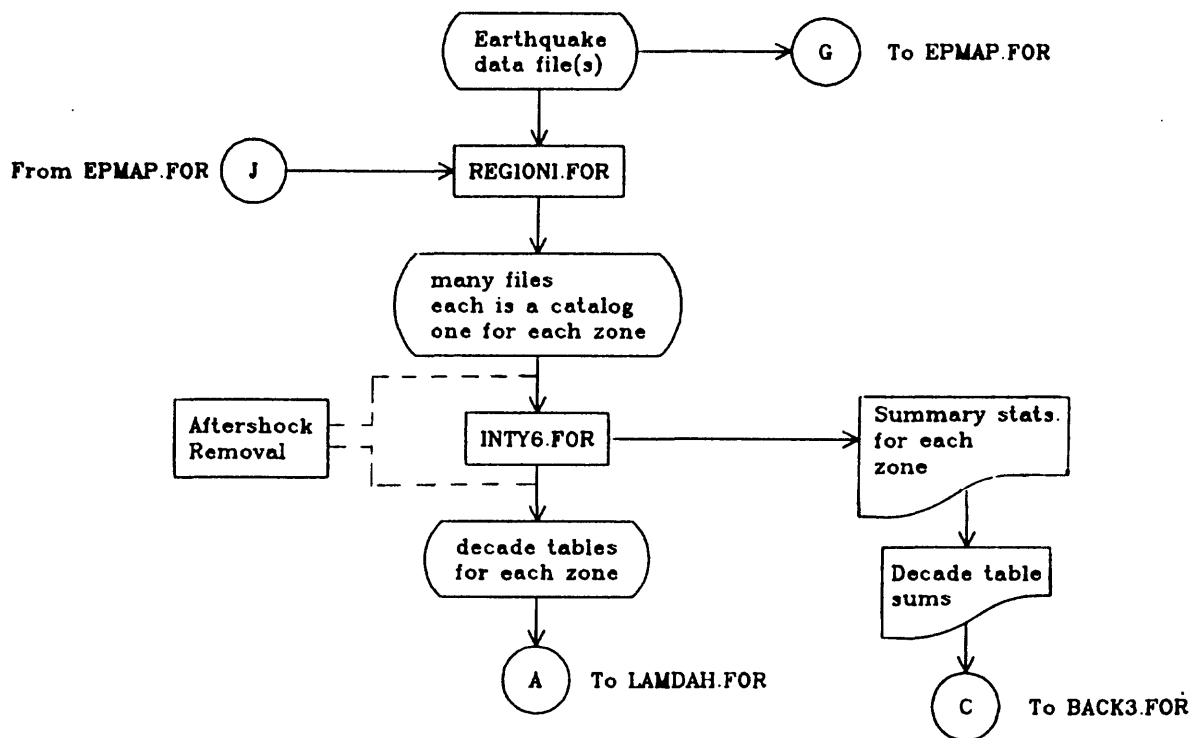 Earthquake
data file(s)
G
To EPMAP.FOR
From EPMAP.FOR
J
REGION1.FOR
many files
each is a catalog
one for each zone
Aftershock
Removal
INTY6.FOR
Summary stats.
for each
zone
decade tables
for each zone
Decade table
sums
A
To LAMDAH.FOR
C
To BACK3.FOR